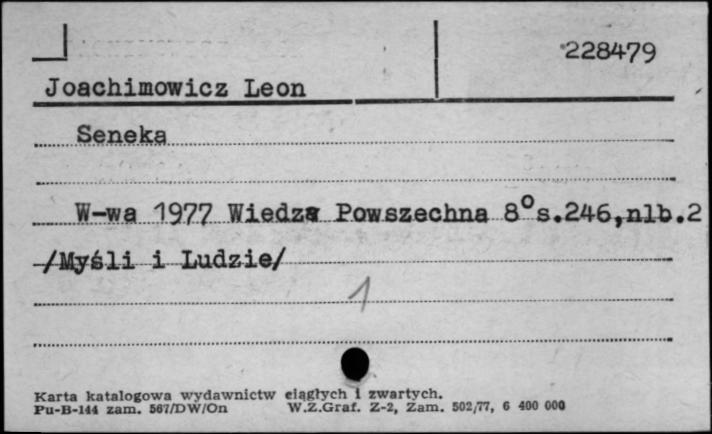 228479
Joachimowicz Leon
Seneka
W-wa 1977 Wiedza Powszechna 8° s.246,nlb.2
/Myśli i Ludzie/
1
Karta katalogowa wydawnictw ciągłych i zwartych.
Pu-B-144 zam. 567/DW/On W.Z.Graf. Z-2, Zam. 502/77, 6 400 000